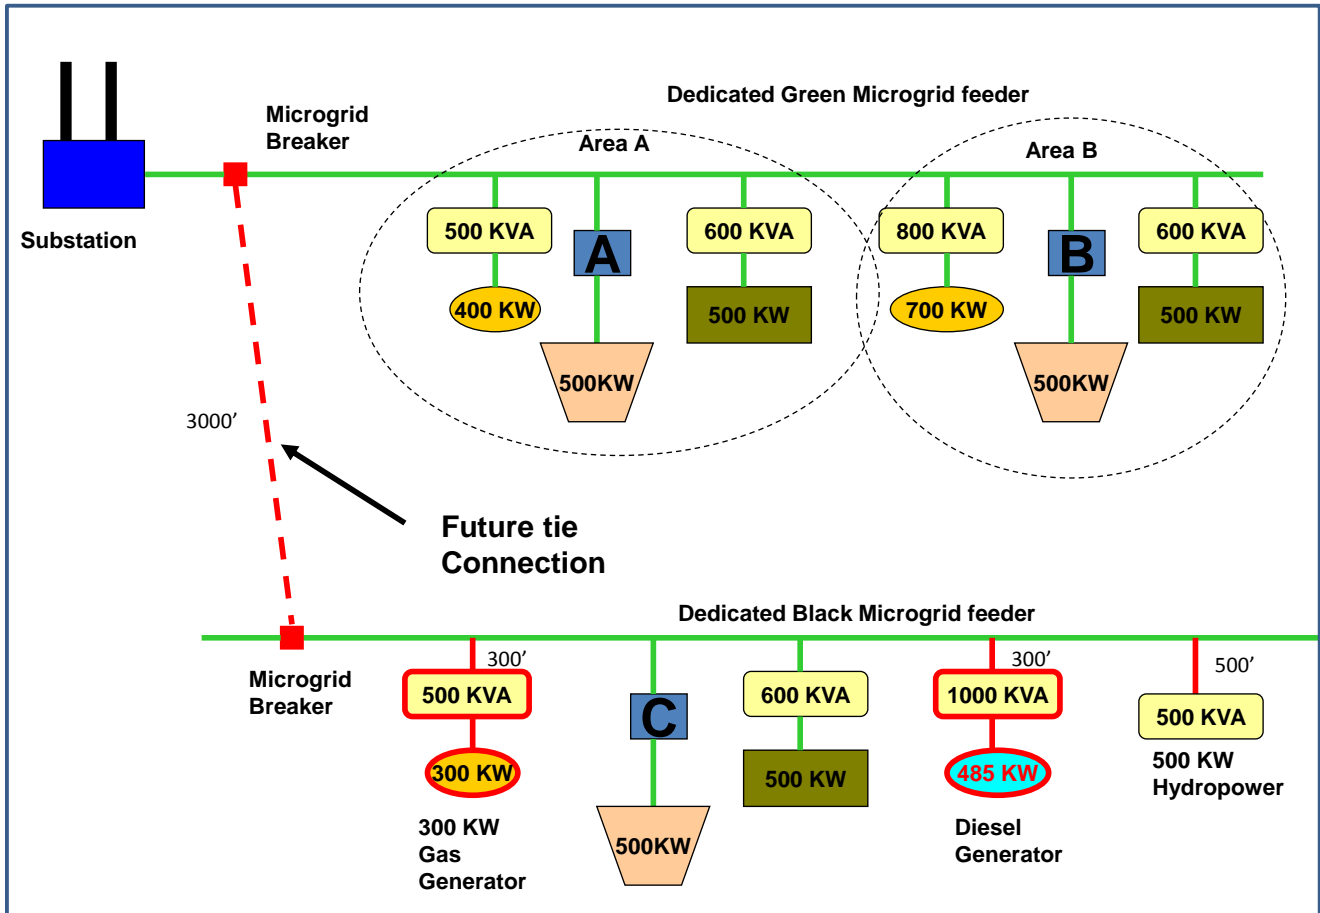 Dedicated Green Microgrid feeder
Microgrid
Breaker
Area A
Area B
Substation
500 KVA
A
600 KVA
800 KVA
B
600 KVA
400 KW
500 KW
700 KW
500 KW
500KW
500KW
3000’
Future tie
Connection
Dedicated Black Microgrid feeder
Microgrid
Breaker
300’
300’
500’
500 KVA
C
600 KVA
1000 KVA
500 KVA
300 KW
500 KW
485 KW
500 KW
Hydropower
300 KW
Gas
Generator
500KW
Diesel
Generator